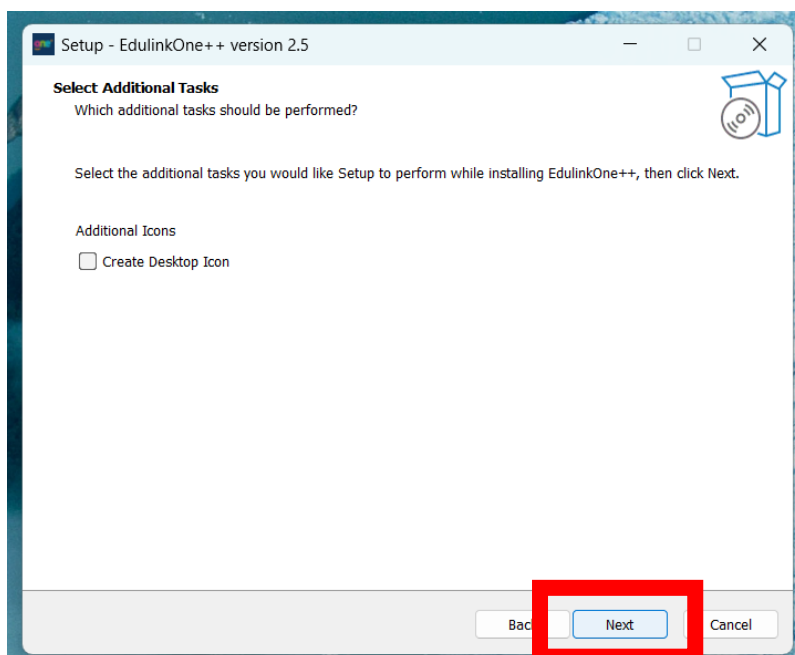 Setup - EdulinkOne++ version 2.5
Select Additional Tasks
Which additional tasks should be performed?
Select the additional tasks you would like Setup to perform while installing EdulinkOne++, then click Next.
Additional Icons
Create Desktop Icon
Next Cancel